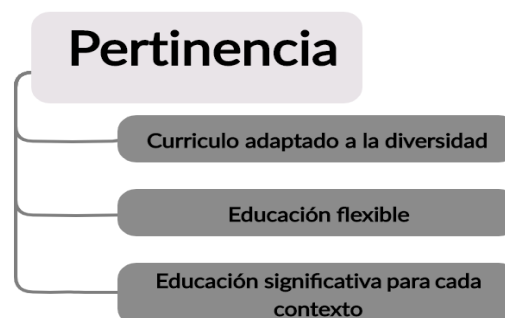 Pertinencia
Curriculo adaptado a la diversidad
Educación flexible
Educación significativa para cada
contexto